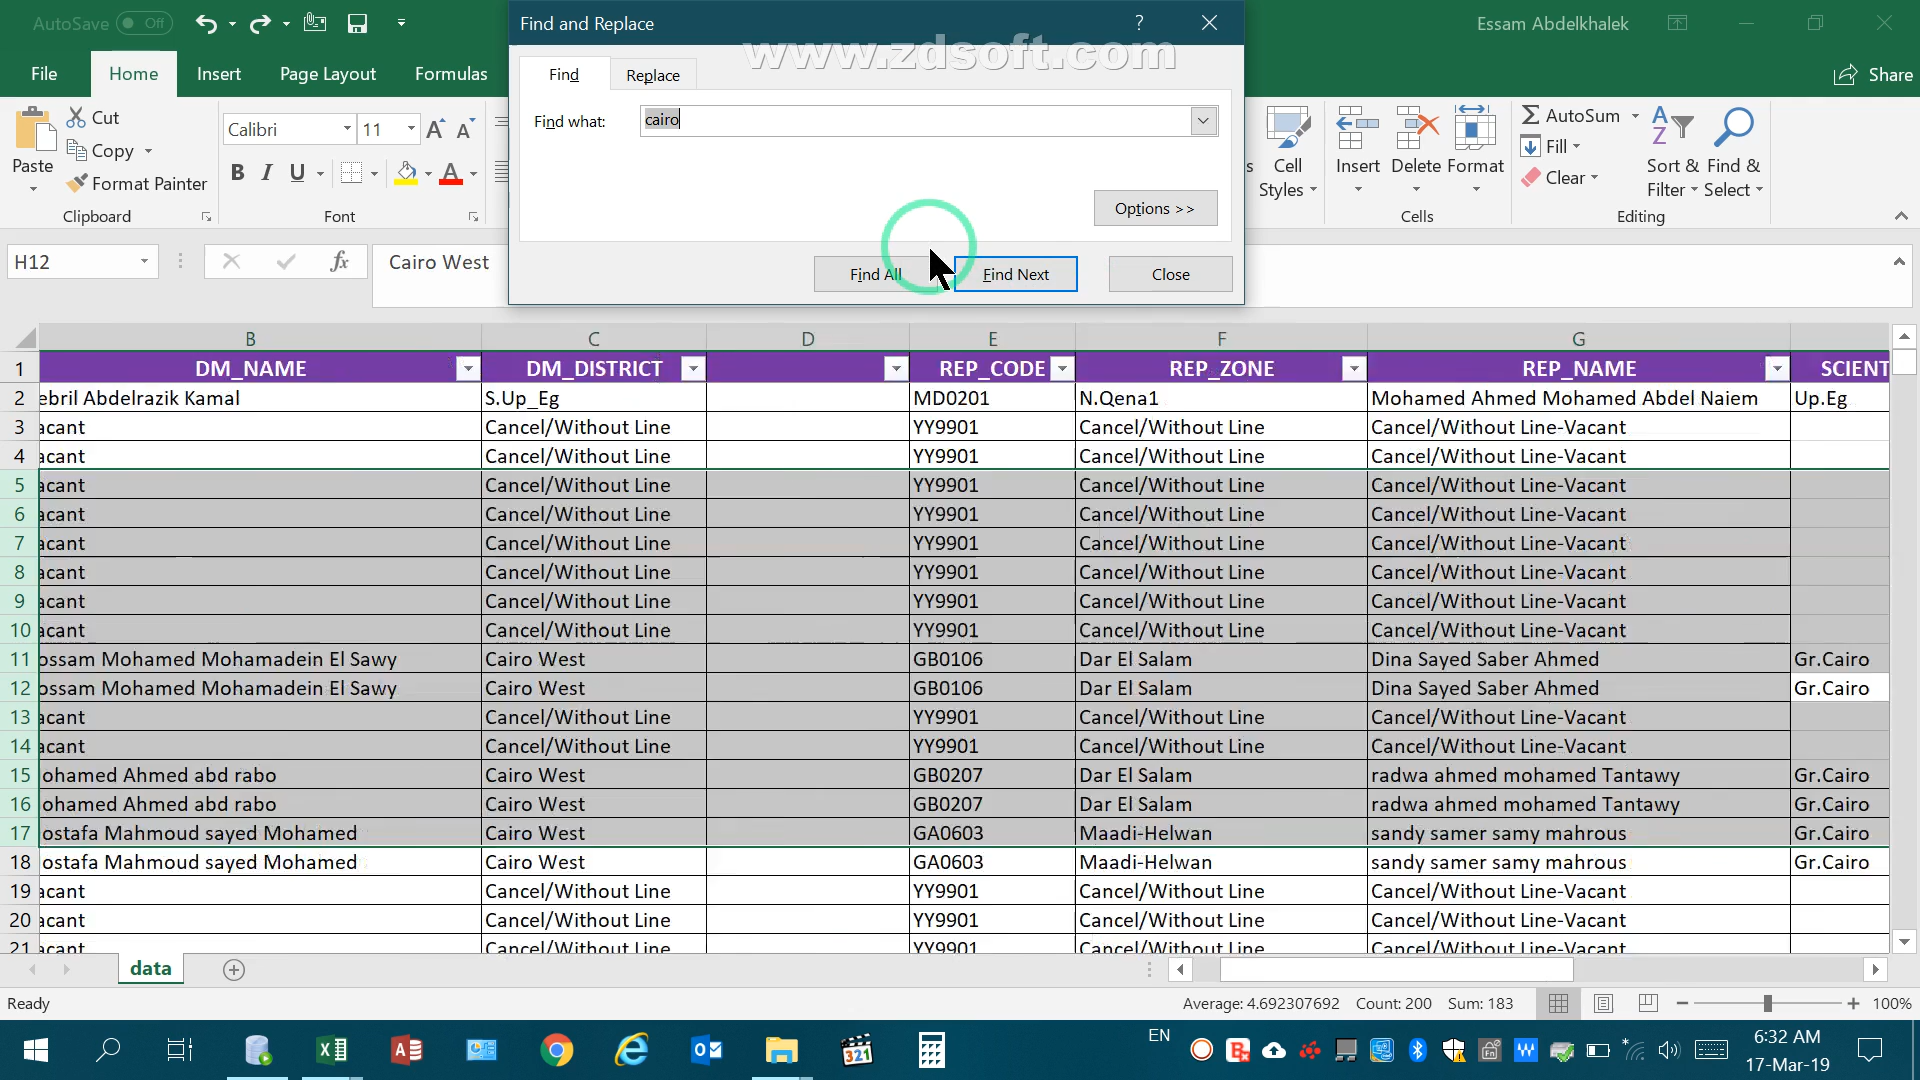 AutoSave Off
Find and Replace
?
Essam Abdelkhalek
www.zdsoft.com
File Home Insert Page Layout Formulas
Share
Find Replace
Find what: cairo
Options >>
Find All Find Next Close
Cut
Copy
Format Painter
Paste
Clipboard
Calibri 11
B I U
Font
Cell Styles
Insert Delete Format
Cells
AutoSum
Fill
Clear
Sort & Filter
Find & Select
Editing
H12 fx Cairo West
B C D E F G
1 DM_NAME DM_DISTRICT REP_CODE REP_ZONE REP_NAME SCIENT
2 ebril Abdelrazik Kamal S.Up_Eg MD0201 N.Qena1 Mohamed Ahmed Mohamed Abdel Naiem Up.Eg
3 acant Cancel/Without Line YY9901 Cancel/Without Line Cancel/Without Line-Vacant
4 acant Cancel/Without Line YY9901 Cancel/Without Line Cancel/Without Line-Vacant
5 acant Cancel/Without Line YY9901 Cancel/Without Line Cancel/Without Line-Vacant
6 acant Cancel/Without Line YY9901 Cancel/Without Line Cancel/Without Line-Vacant
7 acant Cancel/Without Line YY9901 Cancel/Without Line Cancel/Without Line-Vacant
8 acant Cancel/Without Line YY9901 Cancel/Without Line Cancel/Without Line-Vacant
9 acant Cancel/Without Line YY9901 Cancel/Without Line Cancel/Without Line-Vacant
10 acant Cancel/Without Line YY9901 Cancel/Without Line Cancel/Without Line-Vacant
11 ossam Mohamed Mohamadein El Sawy Cairo West GB0106 Dar El Salam Dina Sayed Saber Ahmed Gr.Cairo
12 ossam Mohamed Mohamadein El Sawy Cairo West GB0106 Dar El Salam Dina Sayed Saber Ahmed Gr.Cairo
13 acant Cancel/Without Line YY9901 Cancel/Without Line Cancel/Without Line-Vacant
14 acant Cancel/Without Line YY9901 Cancel/Without Line Cancel/Without Line-Vacant
15 ohamed Ahmed abd rabo Cairo West GB0207 Dar El Salam radwa ahmed mohamed Tantawy Gr.Cairo
16 ohamed Ahmed abd rabo Cairo West GB0207 Dar El Salam radwa ahmed mohamed Tantawy Gr.Cairo
17 ostafa Mahmoud sayed Mohamed Cairo West GA0603 Maadi-Helwan sandy samer samy mahrous Gr.Cairo
18 ostafa Mahmoud sayed Mohamed Cairo West GA0603 Maadi-Helwan sandy samer samy mahrous Gr.Cairo
19 acant Cancel/Without Line YY9901 Cancel/Without Line Cancel/Without Line-Vacant
20 acant Cancel/Without Line YY9901 Cancel/Without Line Cancel/Without Line-Vacant
21 acant Cancel/Without Line YY9901 Cancel/Without Line Cancel/Without Line-Vacant
data
Ready Average: 4.692307692 Count: 200 Sum: 183 100%
EN
6:32 AM
17-Mar-19